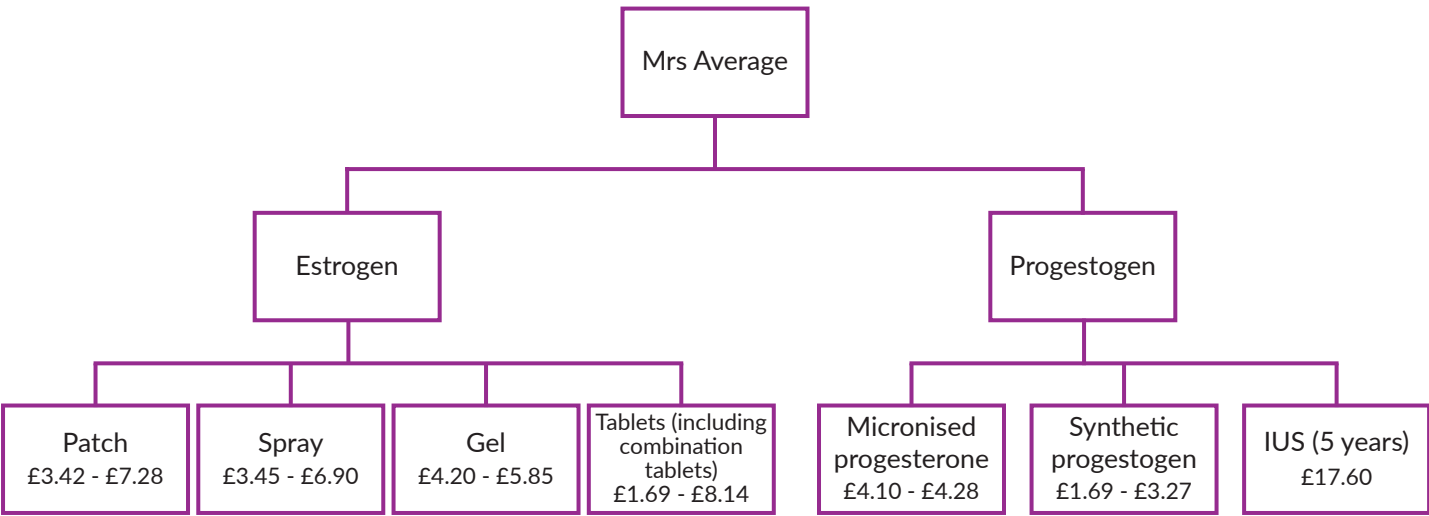 Mrs Average
Estrogen
Progestogen
Patch
£3.42 - £7.28
Spray
£3.45 - £6.90
Gel
£4.20 - £5.85
Tablets (including
combination
tablets)
£1.69 - £8.14
Micronised
progesterone
£4.10 - £4.28
Synthetic
progestogen
£1.69 - £3.27
IUS (5 years)
£17.60